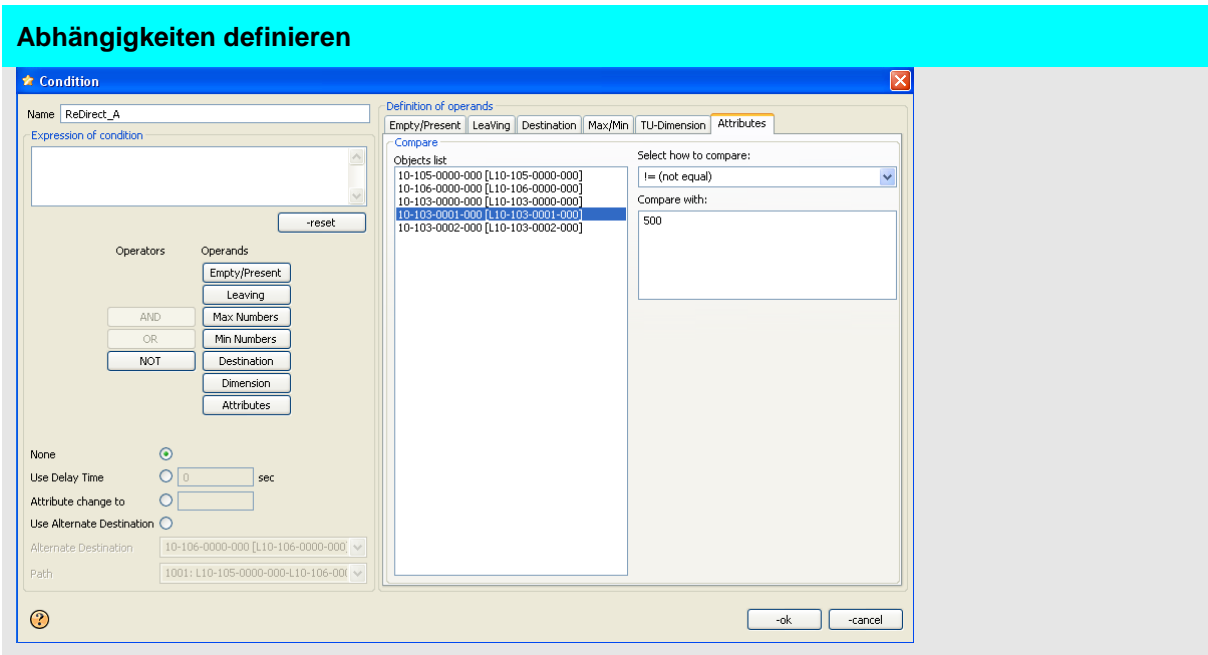 Abhängigkeiten definieren
Condition
Name ReDirect_A
Expression of condition
-reset
Operators Operands
Empty/Present
Leaving
AND Max Numbers
OR Min Numbers
NOT Destination
Dimension
Attributes
None
Use Delay Time 0 sec
Attribute change to
Use Alternate Destination
Alternate Destination 10-106-0000-000 [L10-106-0000-000]
Path 1001: L10-105-0000-000-L10-106-00(
Definition of operands
Empty/Present Leaving Destination Max/Min TU-Dimension Attributes
Compare
Objects list
10-105-0000-000 [L10-105-0000-000]
10-106-0000-000 [L10-106-0000-000]
10-103-0000-000 [L10-103-0000-000]
10-103-0001-000 [L10-103-0001-000]
10-103-0002-000 [L10-103-0002-000]
Select how to compare:
!= (not equal)
Compare with:
500
?
-ok -cancel